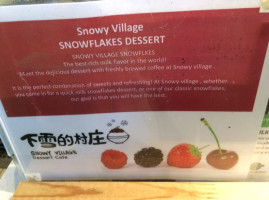 Snowy Village
SNOWFLAKES DESSERT
SNOWY VILLAGE SNOWFLKES
The best rich milk flavor in the world!
Meet the delicious dessert with freshly brewed coffee at Snowy village
It is the perfect combination of sweets and refreshing! At Snowy village , whether
you come in for a quick milk snowflakes dessert, or one of our classic snowflakes,
our goal is that you will have the best.
下雪的村庄
SNOWY VILLAGE
Dessert Cafe